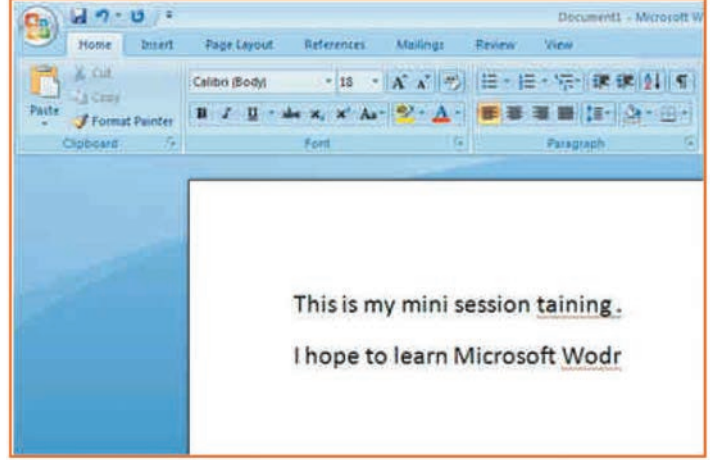 Document1 - Microsoft W
Home Insert Page Layout References Mailings Review View
Cut
Calibri (Body) 18
Copy
Paste
Format Painter
Clipboard Font Paragraph
This is my mini session taining .
I hope to learn Microsoft Wodr